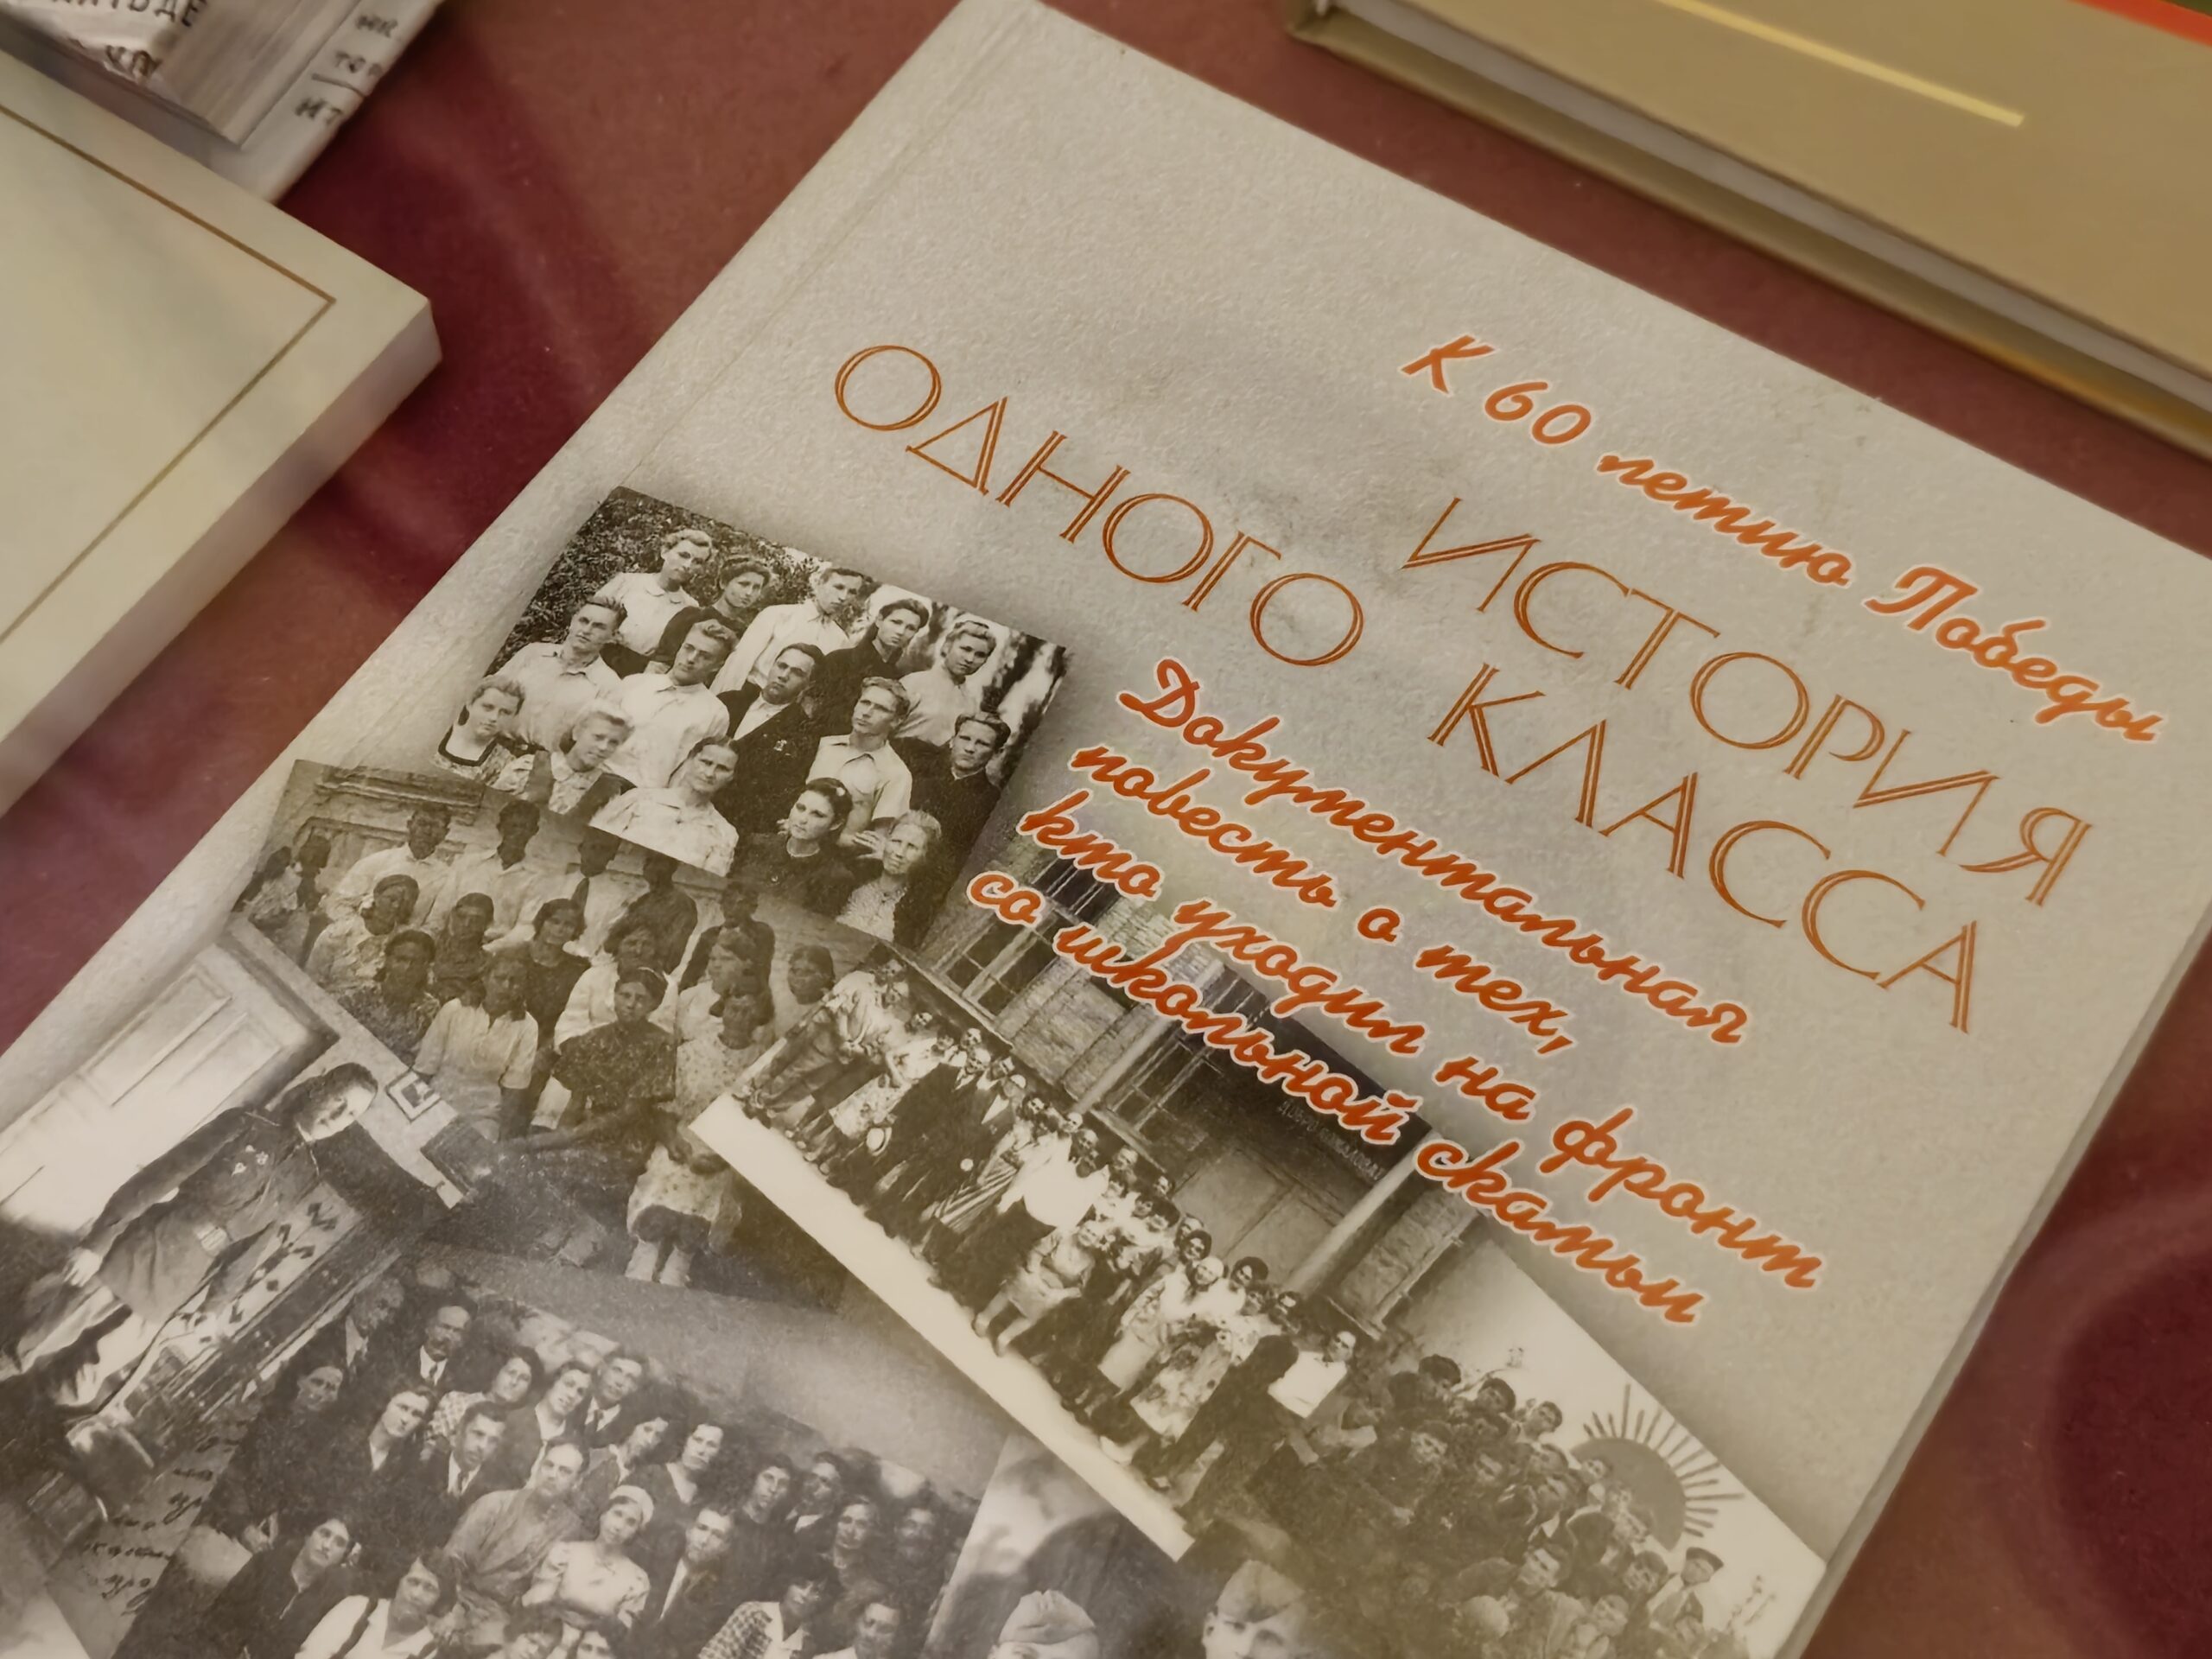 К 60 летию Победы
ИСТОРИЯ
ОДНОГО КЛАССА
Документальная
повесть о тех,
кто уходил на фронт
со школьной скамьи